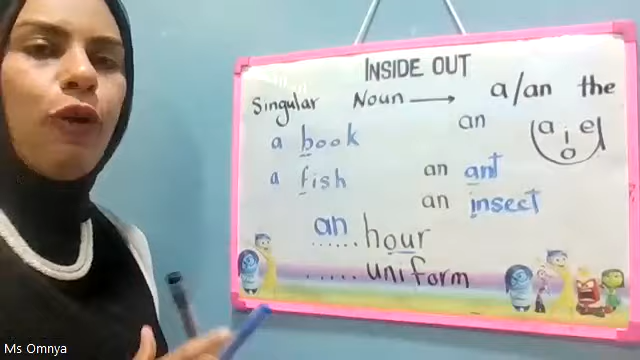 INSIDE OUT
Singular Noun → a/an the
a book an a i e o
a fish an ant
an insect
an hour
...... uniform
Ms Omnya